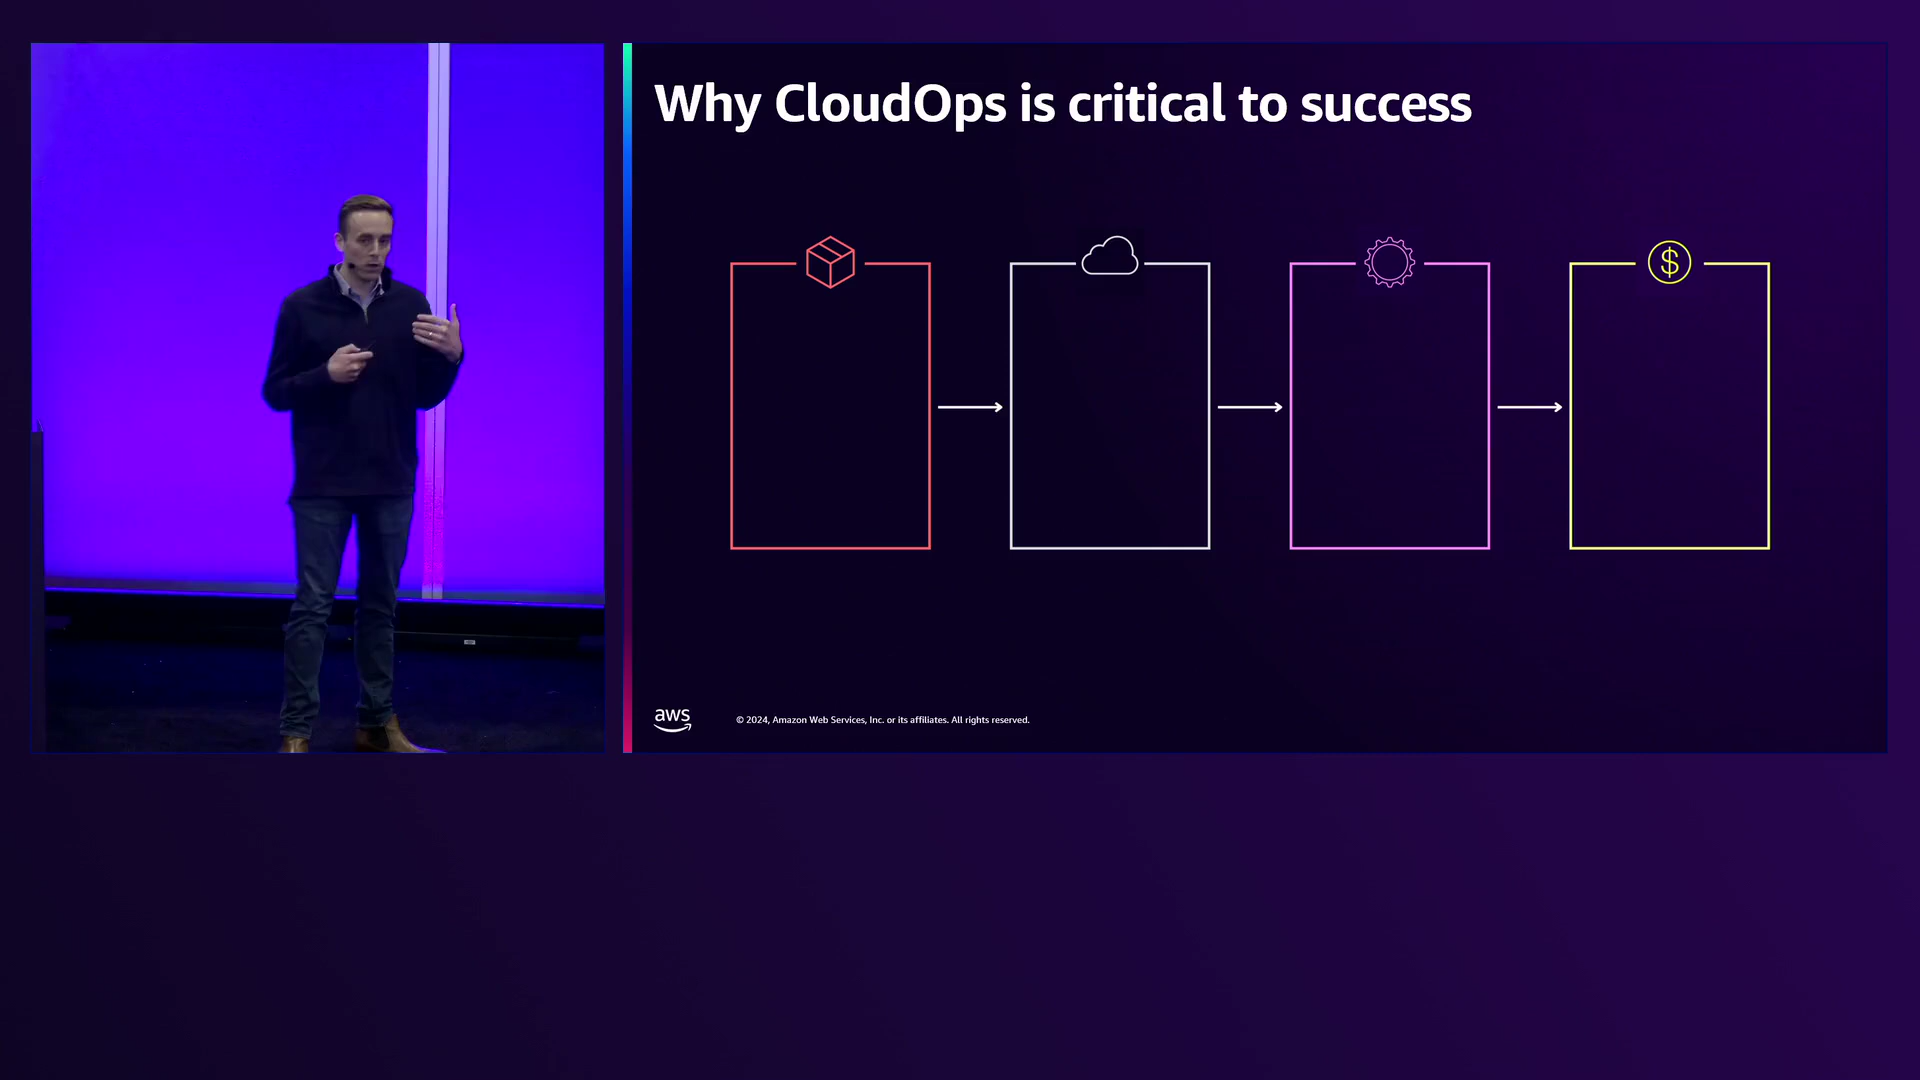 Why CloudOps is critical to success
$
aws
© 2024, Amazon Web Services, Inc. or its affiliates. All rights reserved.